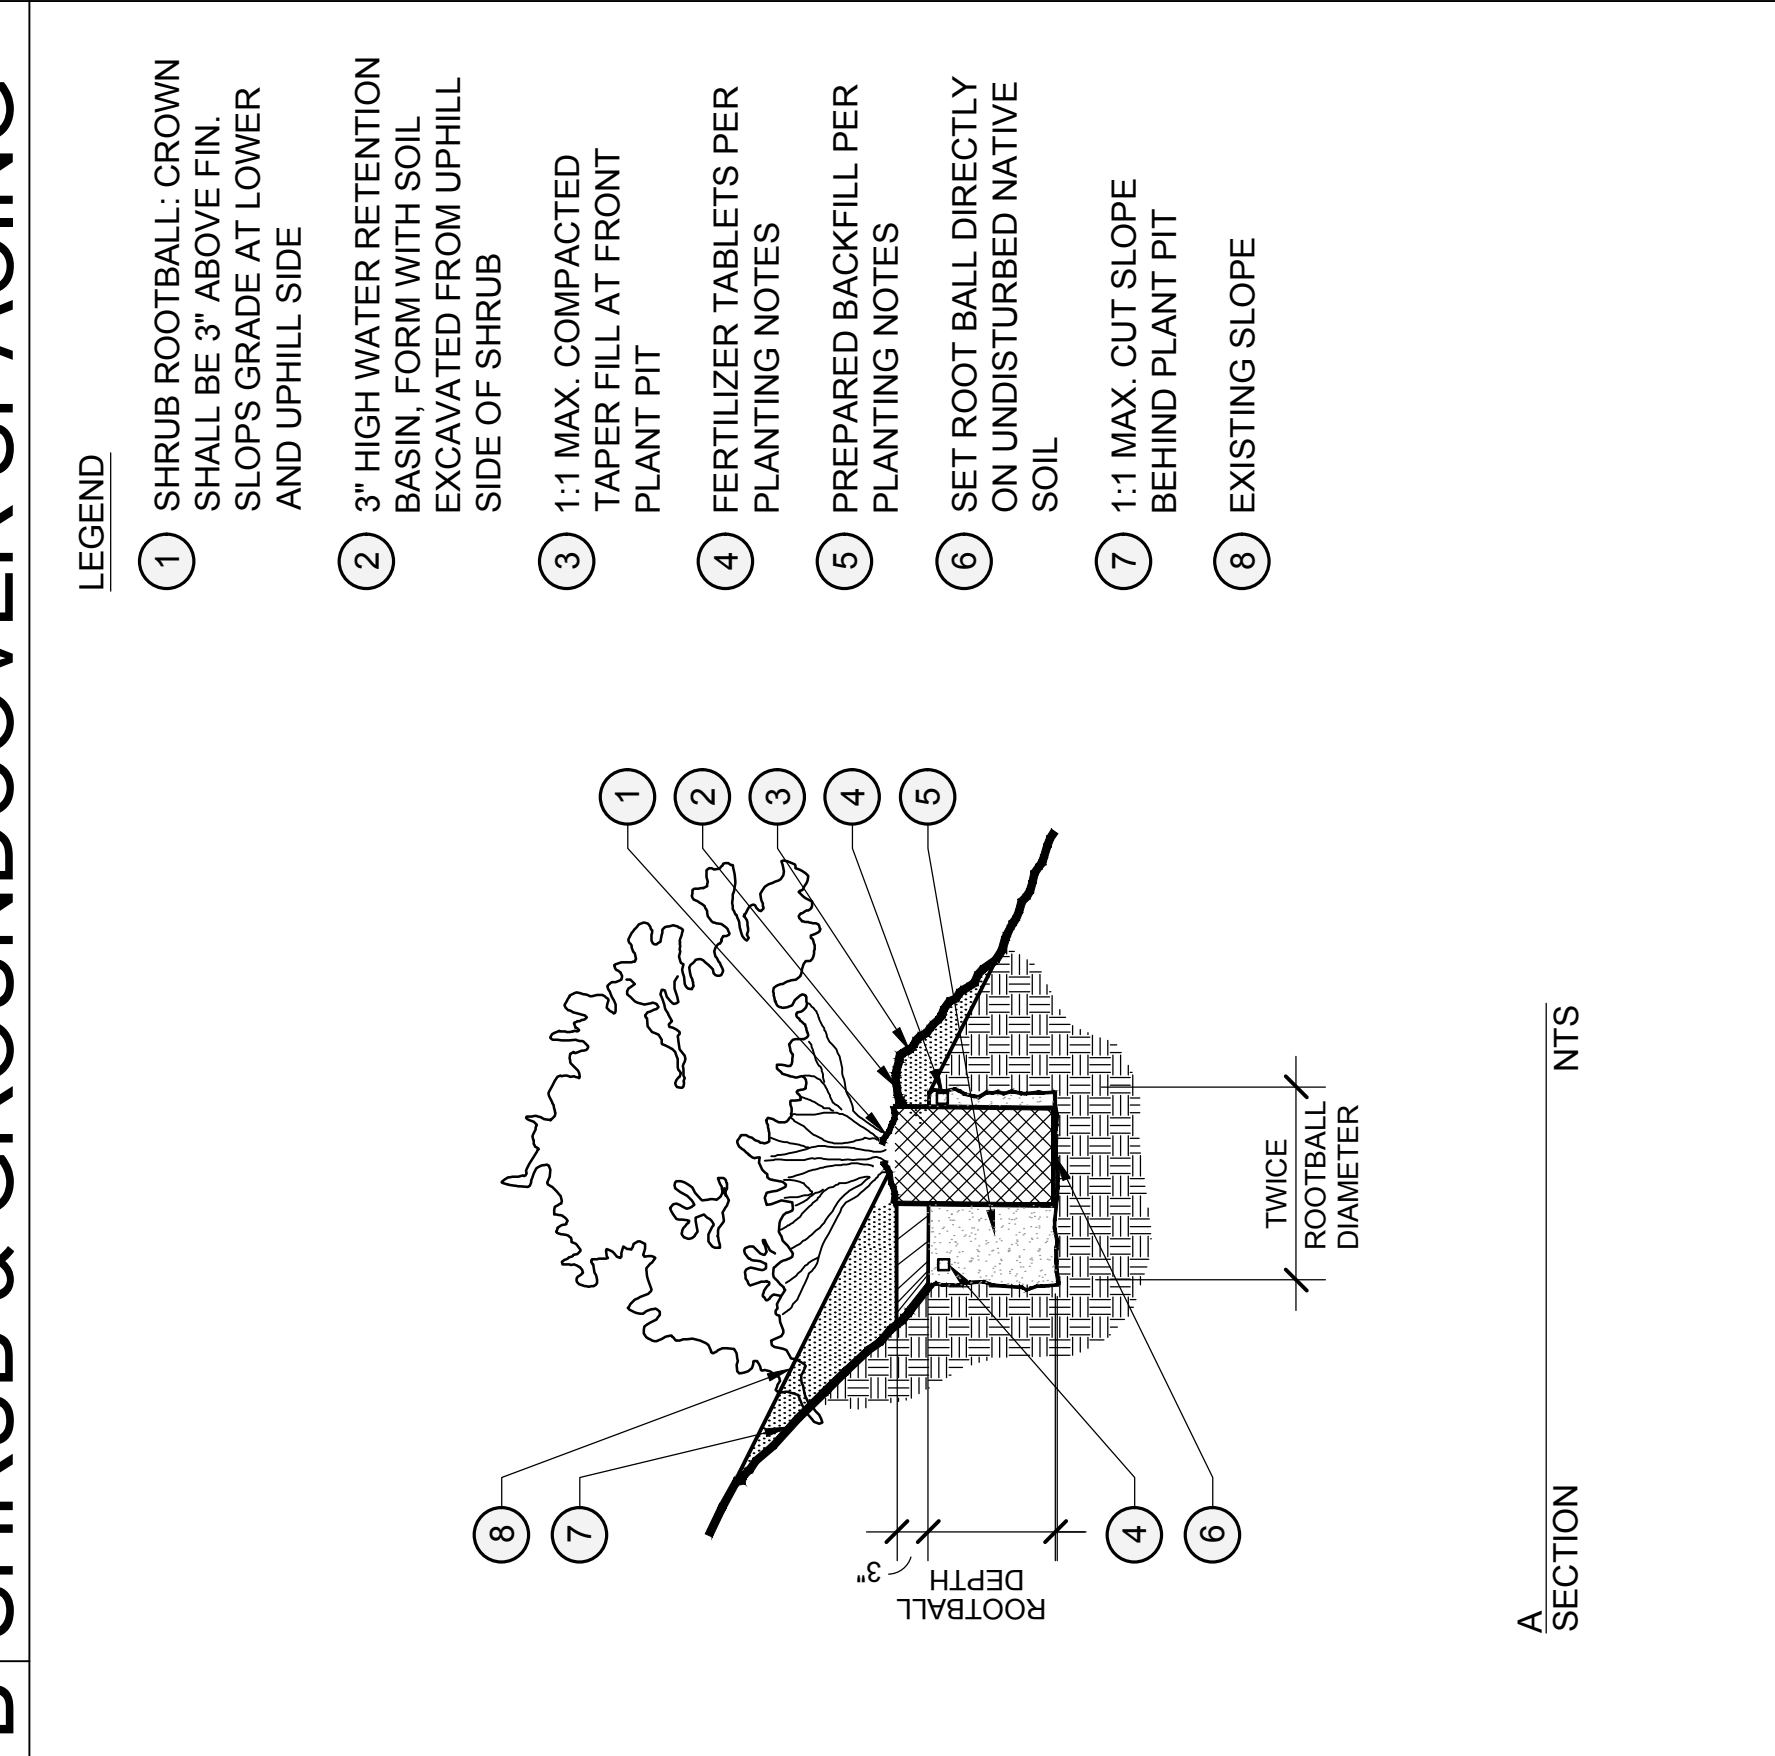 LEGEND
1 SHRUB ROOTBALL: CROWN
SHALL BE 3" ABOVE FIN.
SLOPS GRADE AT LOWER
AND UPHILL SIDE
2 3" HIGH WATER RETENTION
BASIN, FORM WITH SOIL
EXCAVATED FROM UPHILL
SIDE OF SHRUB
3 1:1 MAX. COMPACTED
TAPER FILL AT FRONT
PLANT PIT
4 FERTILIZER TABLETS PER
PLANTING NOTES
5 PREPARED BACKFILL PER
PLANTING NOTES
6 SET ROOT BALL DIRECTLY
ON UNDISTURBED NATIVE
SOIL
7 1:1 MAX. CUT SLOPE
BEHIND PLANT PIT
8 EXISTING SLOPE
1
2
3
4
5
8
7
4
6
3"
ROOTBALL
DEPTH
TWICE
ROOTBALL
DIAMETER
A
SECTION NTS